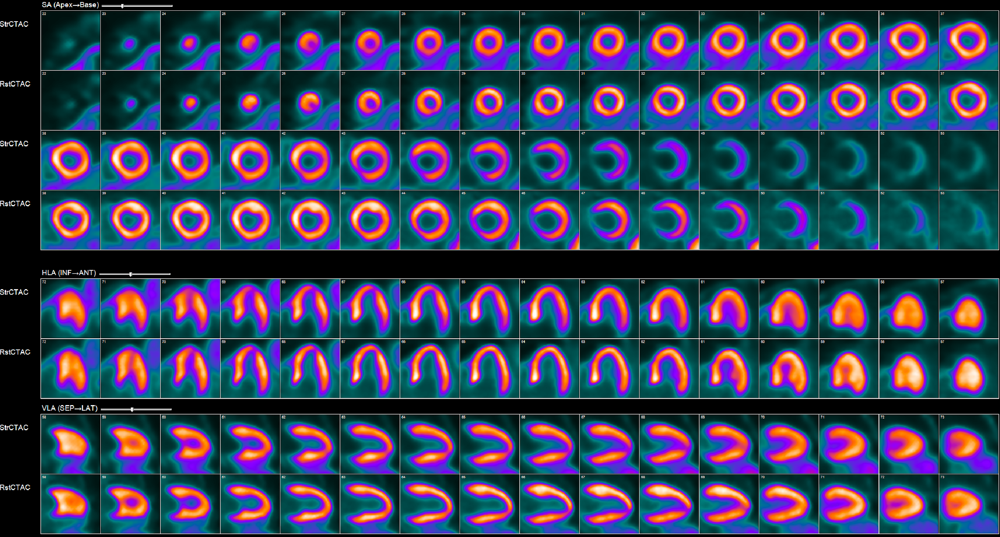 SA (Apex→Base)
StrCTAC
22 23 24 25 26 27 28 29 30 31 32 33 34 35 36 37
RstCTAC
22 23 24 25 26 27 28 29 30 31 32 33 34 35 36 37
StrCTAC
38 39 40 41 42 43 44 45 46 47 48 49 50 51 52 53
RstCTAC
38 39 40 41 42 43 44 45 46 47 48 49 50 51 52 53
HLA (INF→ANT)
StrCTAC
72 71 70 69 68 67 66 65 64 63 62 61 60 59 58 57
RstCTAC
72 71 70 69 68 67 66 65 64 63 62 61 60 59 58 57
VLA (SEP→LAT)
StrCTAC
58 59 60 61 62 63 64 65 66 67 68 69 70 71 72 73
RstCTAC
58 59 60 61 62 63 64 65 66 67 68 69 70 71 72 73